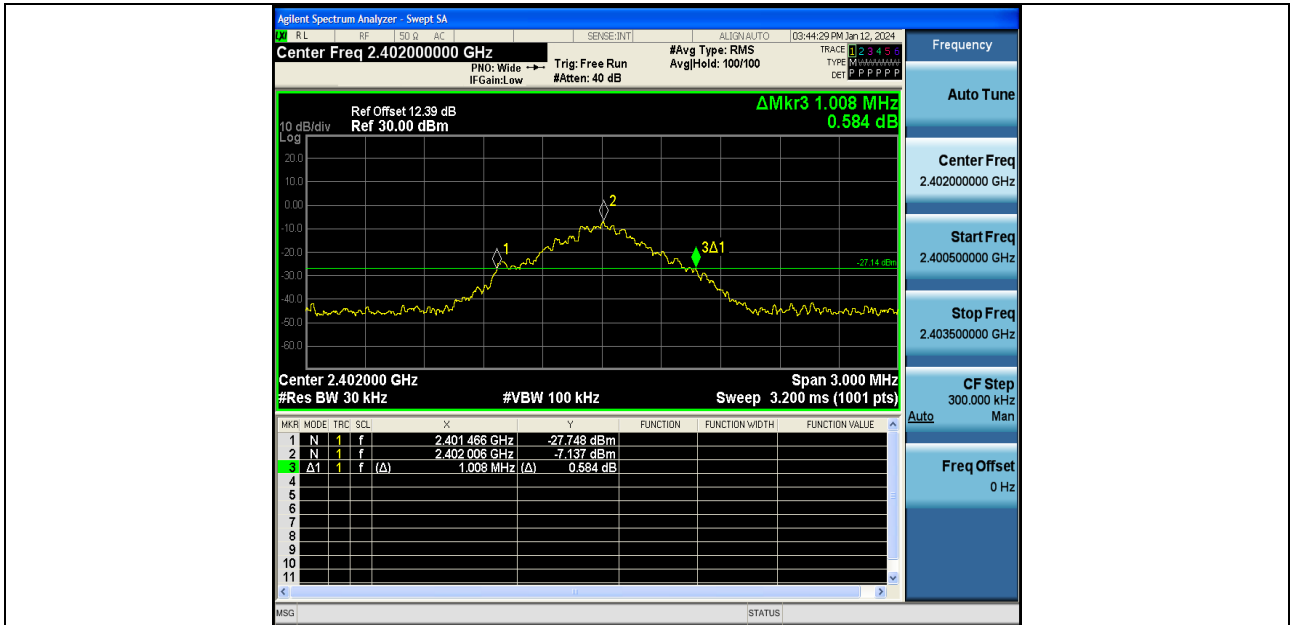 Agilent Spectrum Analyzer - Swept SA
LXI RL RF 50 Ω AC SENSE:INT ALIGN AUTO 03:44:29 PM Jan 12, 2024
Center Freq 2.402000000 GHz
PNO: Wide
IFGain:Low
Trig: Free Run
#Atten: 40 dB
#Avg Type: RMS
Avg|Hold: 100/100
TRACE 1 2 3 4 5 6
TYPE M
DET P P P P P P
Ref Offset 12.39 dB
10 dB/div Ref 30.00 dBm
Log
ΔMkr3 1.008 MHz
0.584 dB
20.0
10.0
0.00
-10.0
-20.0
-30.0
-40.0
-50.0
-60.0
1
2
3Δ1
-27.14 dBm
Center 2.402000 GHz Span 3.000 MHz
#Res BW 30 kHz #VBW 100 kHz Sweep 3.200 ms (1001 pts)
MKR MODE TRC SCL X Y FUNCTION FUNCTION WIDTH FUNCTION VALUE
1 N 1 f 2.401 466 GHz -27.748 dBm
2 N 1 f 2.402 006 GHz -7.137 dBm
3 Δ1 1 f (Δ) 1.008 MHz (Δ) 0.584 dB
4
5
6
7
8
9
10
11
MSG STATUS
Frequency
Auto Tune
Center Freq
2.402000000 GHz
Start Freq
2.400500000 GHz
Stop Freq
2.403500000 GHz
CF Step
300.000 kHz
Auto Man
Freq Offset
0 Hz